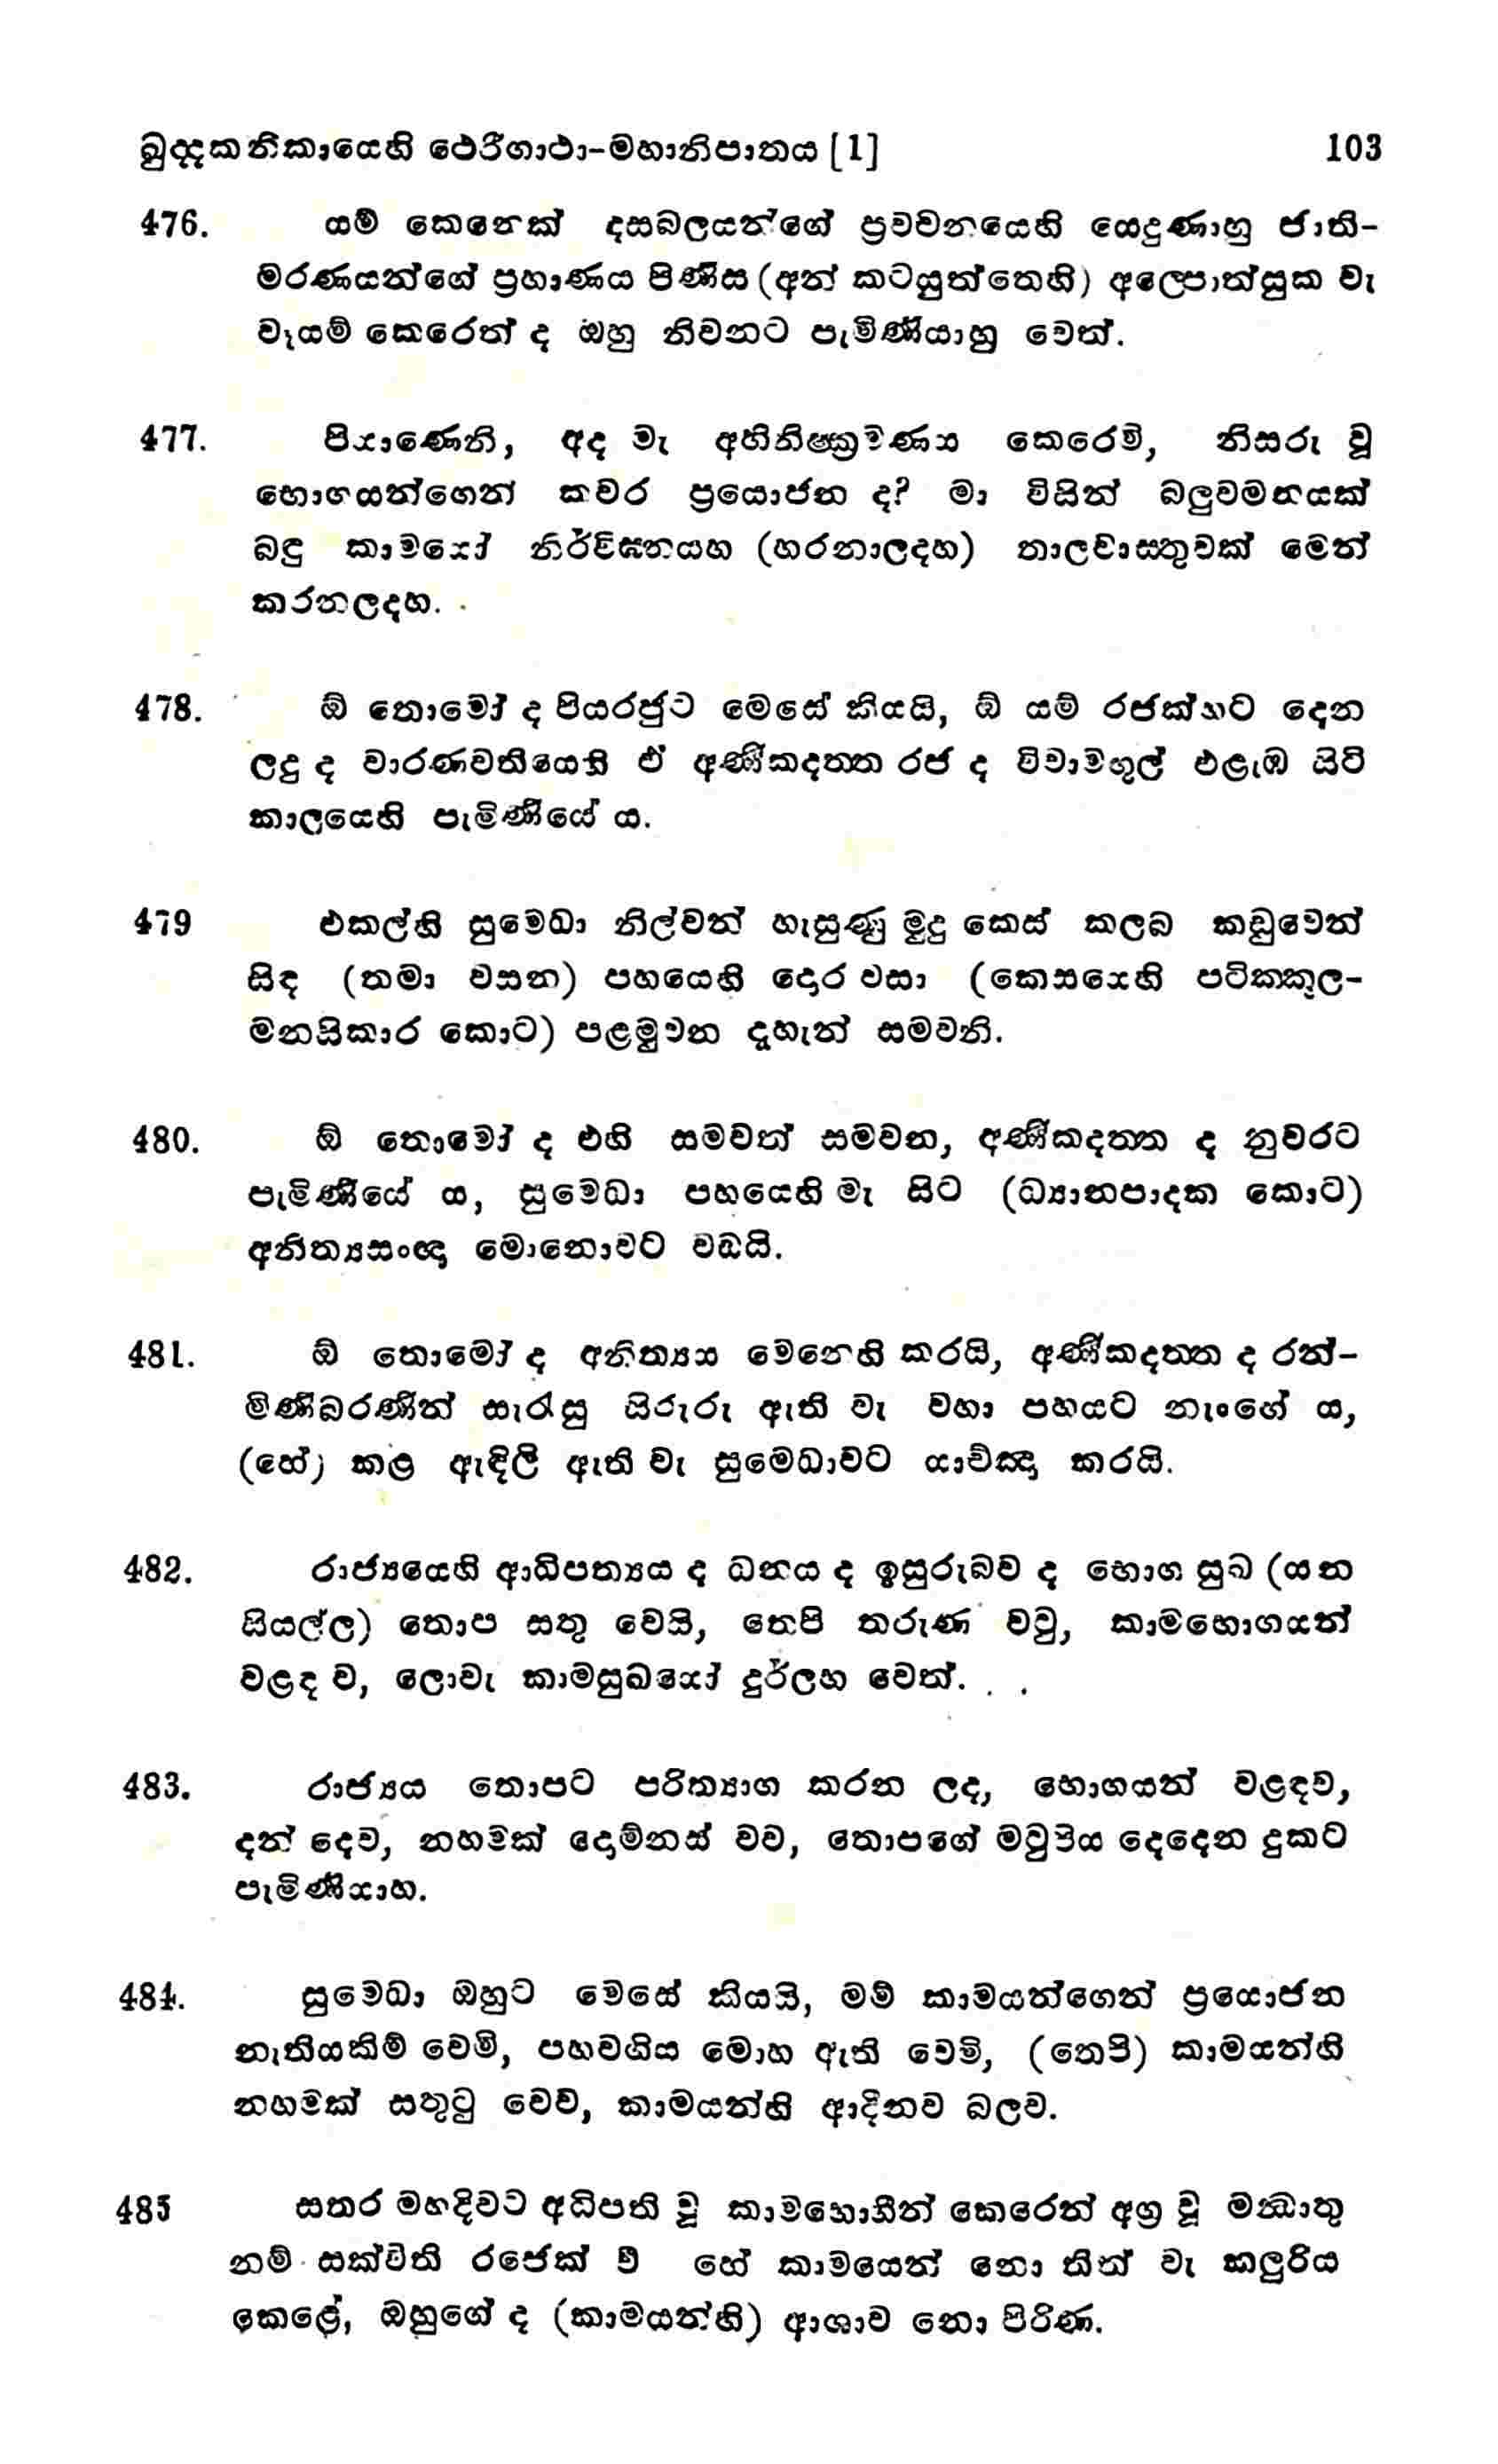 ඛුද්දකනිකායෙහි ථෙරීගාථා-මහානිපාතය [1] 103
476. යම් කෙනෙක් දසබලයන්ගේ ප්‍රවචනයෙහි යෙදුණාහු ජාති-
මරණයන්ගේ ප්‍රහාණය පිණිස (අන් කටයුත්තෙහි) අල්පොත්සුක වැ
වෑයම් කෙරෙත් ද ඔහු නිවනට පැමිණියාහු වෙත්.
477. පියාණෙනි, අද මැ අභිනිෂ්ක්‍රමණය කෙරෙමි, නිසරු වූ
භොගයන්ගෙන් කවර ප්‍රයොජන ද? මා විසින් බලුවමනයක්
බඳු කාමයෝ නිර්විඝනයහ (හරනාලදහ) තාලවාස්තුවක් මෙන්
කරනලදහ.
478. ඕ තොමෝ ද පියරජුට මෙසේ කියයි, ඕ යම් රජක්හට දෙන
ලදු ද වාරණවතියෙහි ඒ අණීකදත්ත රජ ද විවාමඟුල් එළැඹ සිටි
කාලයෙහි පැමිණියේ ය.
479 එකල්හි සුමෙධා නිල්වන් හැසුණු මුදු කෙස් කලබ කඩුවෙන්
සිඳ (තමා වසන) පහයෙහි දොර වසා (කෙසයෙහි පටික්කූල-
මනසිකාර කොට) පළමුවන දැහැන් සමවනි.
480. ඕ තොමෝ ද එහි සමවත් සමවන, අණීකදත්ත ද නුවරට
පැමිණියේ ය, සුමෙධා පහයෙහි මැ සිට (ධ්‍යානපාදක කොට)
අනිත්‍යසංඥා මොනොවට වඩයි.
481. ඕ තොමෝ ද අනිත්‍යය මෙනෙහි කරයි, අණීකදත්ත ද රන්-
මිණිබරණින් සැරැසූ සිරුරු ඇති වැ වහා පහයට නැංගේ ය,
(හේ) කළ ඇඳිලි ඇති වැ සුමෙධාවට යාච්ඤා කරයි.
482. රාජ්‍යයෙහි ආධිපත්‍යය ද ධනය ද ඉසුරුබව ද භොග සුඛ (යන
සියල්ල) තොප සතු වෙයි, තෙපි තරුණ වවු, කාමභොගයන්
වළඳ ව, ලොවැ කාමසුඛයෝ දුර්ලභ වෙත්.
483. රාජ්‍යය තොපට පරිත්‍යාග කරන ලද, භොගයන් වළඳව,
දන් දෙව, නහමක් දොම්නස් වව, තොපගේ මවුපිය දෙදෙන දුකට
පැමිණියාහ.
484. සුමෙධා ඔහුට මෙසේ කියයි, මම් කාමයන්ගෙන් ප්‍රයොජන
නැතියකිම් වෙමි, පහවගිය මොහ ඇති වෙමි, (තෙපි) කාමයන්හි
නහමක් සතුටු වෙව්, කාමයන්හි ආදීනව බලව.
485 සතර මහදිවට අධිපති වූ කාමභොගීන් කෙරෙන් අග්‍ර වූ මන්ධාතු
නම් සක්විති රජෙක් වී හේ කාමයෙන් නො තිත් වැ කලුරිය
කෙළේ, ඔහුගේ ද (කාමයන්හි) ආශාව නො පිරිණ.